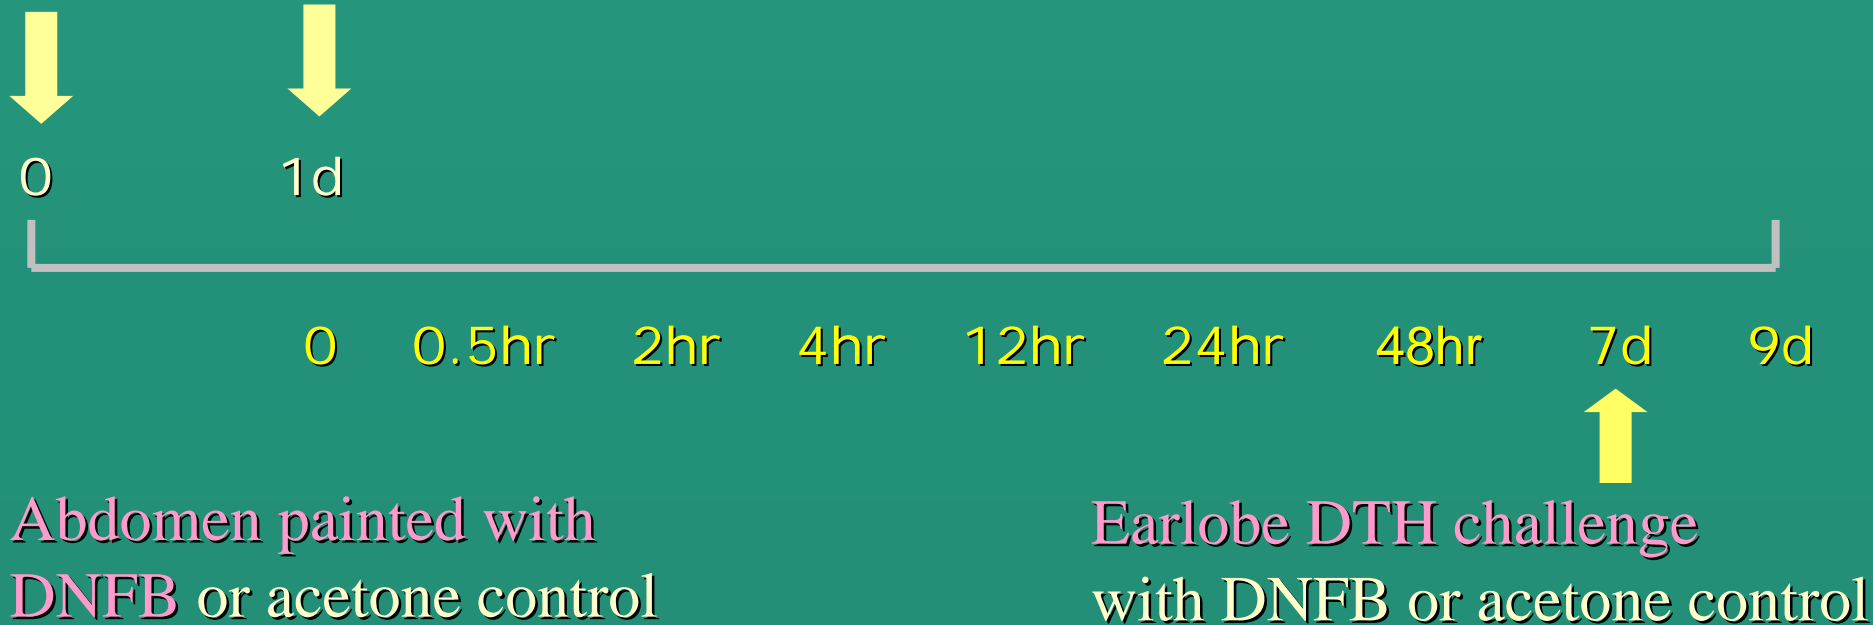 0 1d
0 0.5hr 2hr 4hr 12hr 24hr 48hr 7d 9d
Abdomen painted with
DNFB or acetone control
Earlobe DTH challenge
with DNFB or acetone control